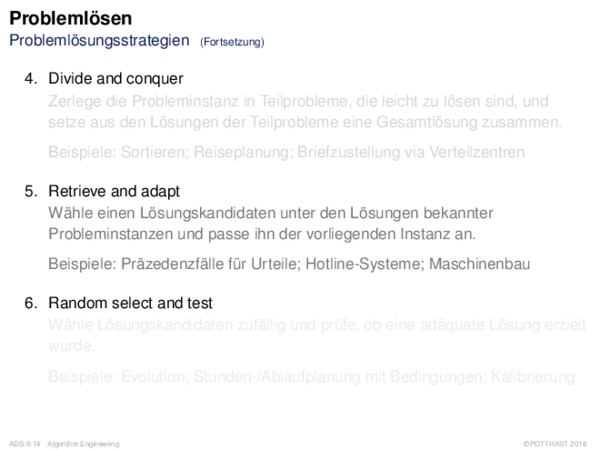 Problemlösen
Problemlösungsstrategien (Fortsetzung)
4. Divide and conquer
Zerlege die Probleminstanz in Teilprobleme, die leicht zu lösen sind, und
setze aus den Lösungen der Teilprobleme eine Gesamtlösung zusammen.
Beispiele: Sortieren; Reiseplanung; Briefzustellung via Verteilzentren
5. Retrieve and adapt
Wähle einen Lösungskandidaten unter den Lösungen bekannter
Probleminstanzen und passe ihn der vorliegenden Instanz an.
Beispiele: Präzedenzfälle für Urteile; Hotline-Systeme; Maschinenbau
6. Random select and test
Wähle Lösungskandidaten zufällig und prüfe, ob eine adäquate Lösung erzielt
wurde.
Beispiele: Evolution; Stunden-/Ablaufplanung mit Bedingungen; Kalibrierung
ADS:9-14 Algorithm Engineering © POTTHAST 2018